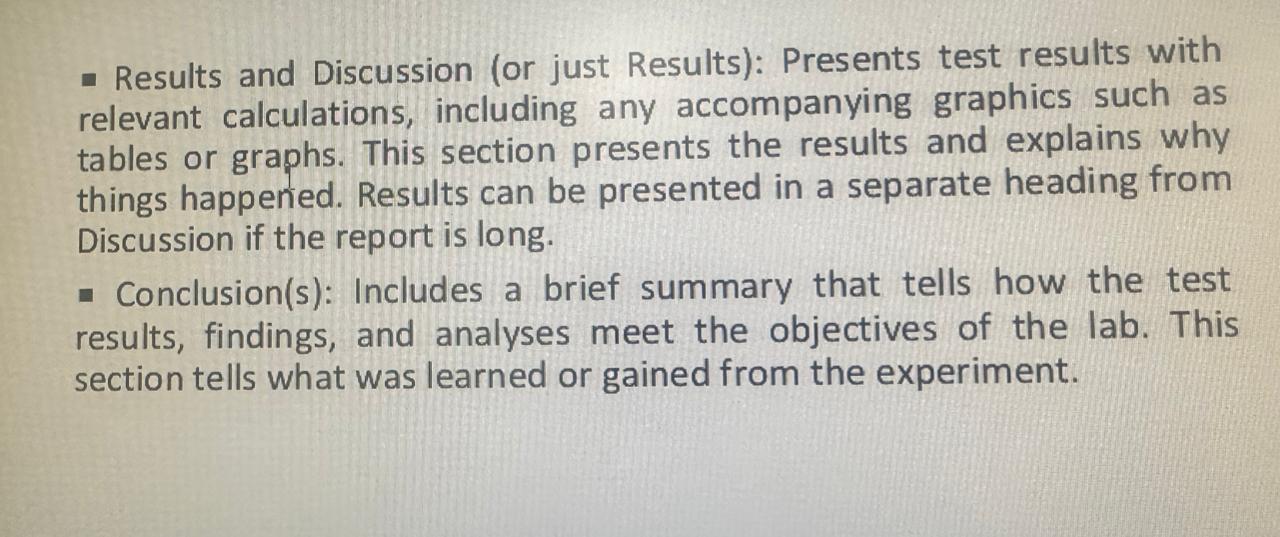 ▪ Results and Discussion (or just Results): Presents test results with
relevant calculations, including any accompanying graphics such as
tables or graphs. This section presents the results and explains why
things happened. Results can be presented in a separate heading from
Discussion if the report is long.
▪ Conclusion(s): Includes a brief summary that tells how the test
results, findings, and analyses meet the objectives of the lab. This
section tells what was learned or gained from the experiment.